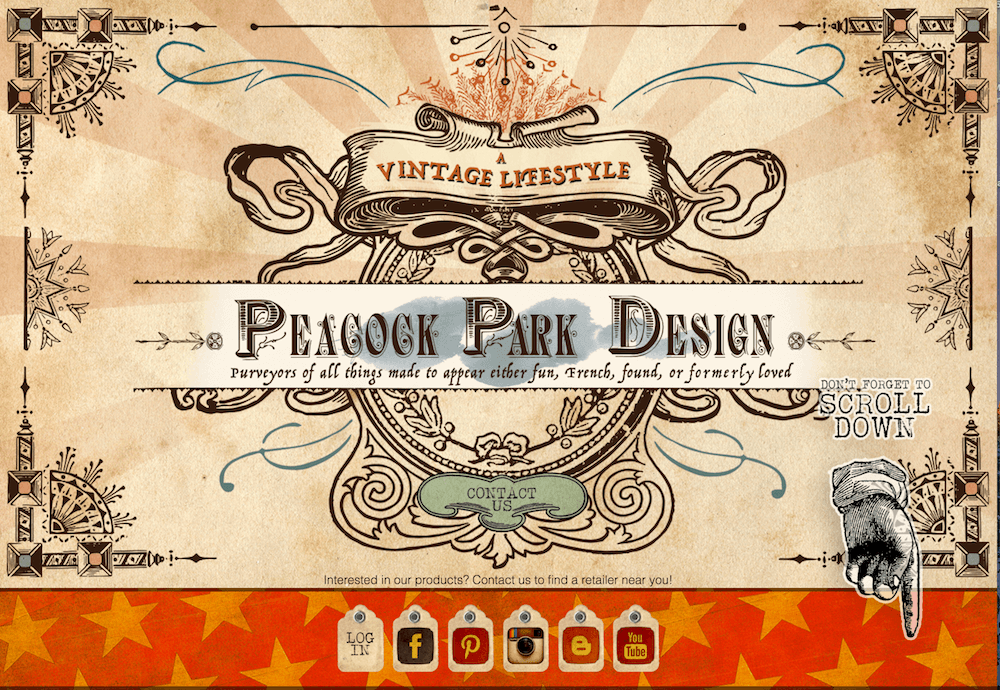 A
VINTAGE LIFESTYLE
PEACOCK PARK DESIGN
Purveyors of all things made to appear either fun, French, found, or formerly loved
DON'T FORGET TO
SCROLL
DOWN
CONTACT
US
Interested in our products? Contact us to find a retailer near you!
LOG
IN
You
Tube